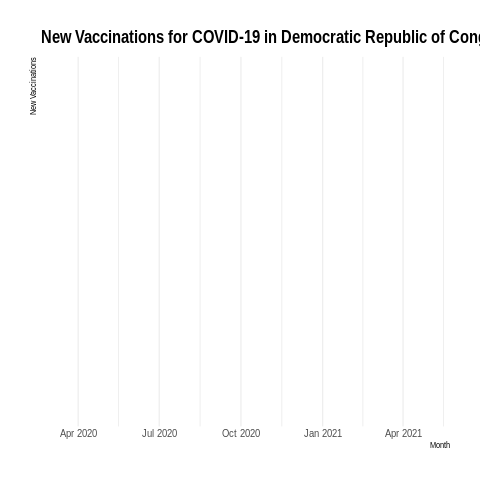 New Vaccinations for COVID-19 in Democratic Republic of Cong
New Vaccinations
Apr 2020 Jul 2020 Oct 2020 Jan 2021 Apr 2021
Month